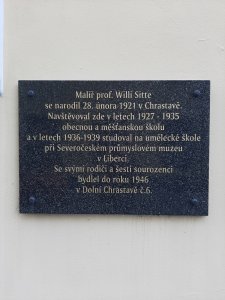 Malíř prof. Willi Sitte
se narodil 28. února 1921 v Chrastavě.
Navštěvoval zde v letech 1927 - 1935
obecnou a měšťanskou školu
a v letech 1936-1939 studoval na umělecké škole
při Severočeském průmyslovém muzeu
v Liberci.
Se svými rodiči a šesti sourozenci
bydlel do roku 1946
v Dolní Chrastavě č.6.